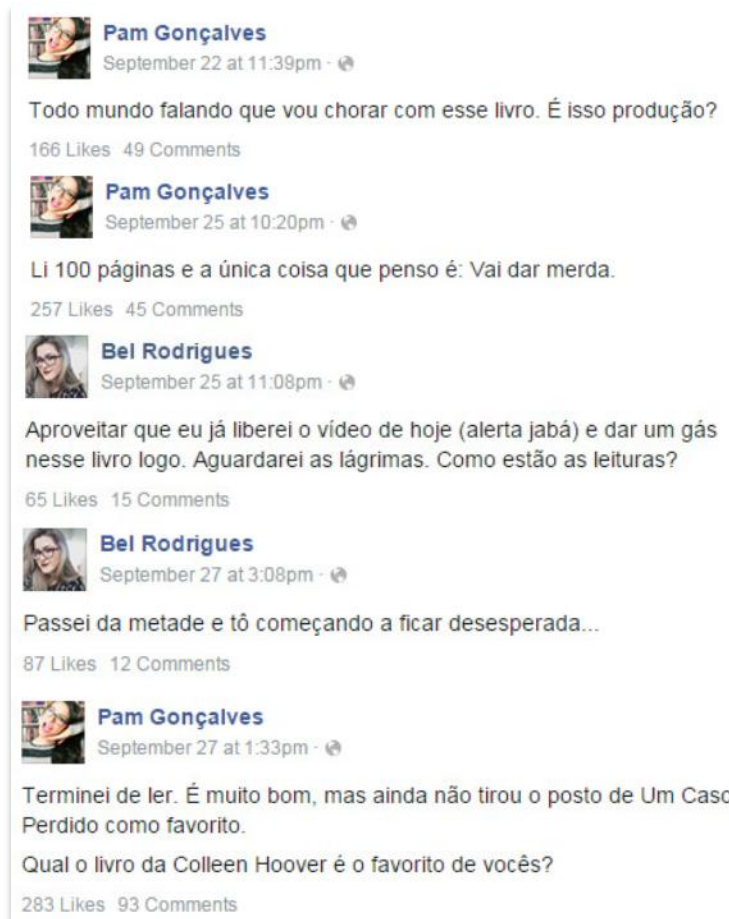 Pam Gonçalves
September 22 at 11:39pm ·
Todo mundo falando que vou chorar com esse livro. É isso produção?
166 Likes 49 Comments
Pam Gonçalves
September 25 at 10:20pm ·
Li 100 páginas e a única coisa que penso é: Vai dar merda.
257 Likes 45 Comments
Bel Rodrigues
September 25 at 11:08pm ·
Aproveitar que eu já liberei o vídeo de hoje (alerta jabá) e dar um gás
nesse livro logo. Aguardarei as lágrimas. Como estão as leituras?
65 Likes 15 Comments
Bel Rodrigues
September 27 at 3:08pm ·
Passei da metade e tô começando a ficar desesperada...
87 Likes 12 Comments
Pam Gonçalves
September 27 at 1:33pm ·
Terminei de ler. É muito bom, mas ainda não tirou o posto de Um Caso
Perdido como favorito.
Qual o livro da Colleen Hoover é o favorito de vocês?
283 Likes 93 Comments